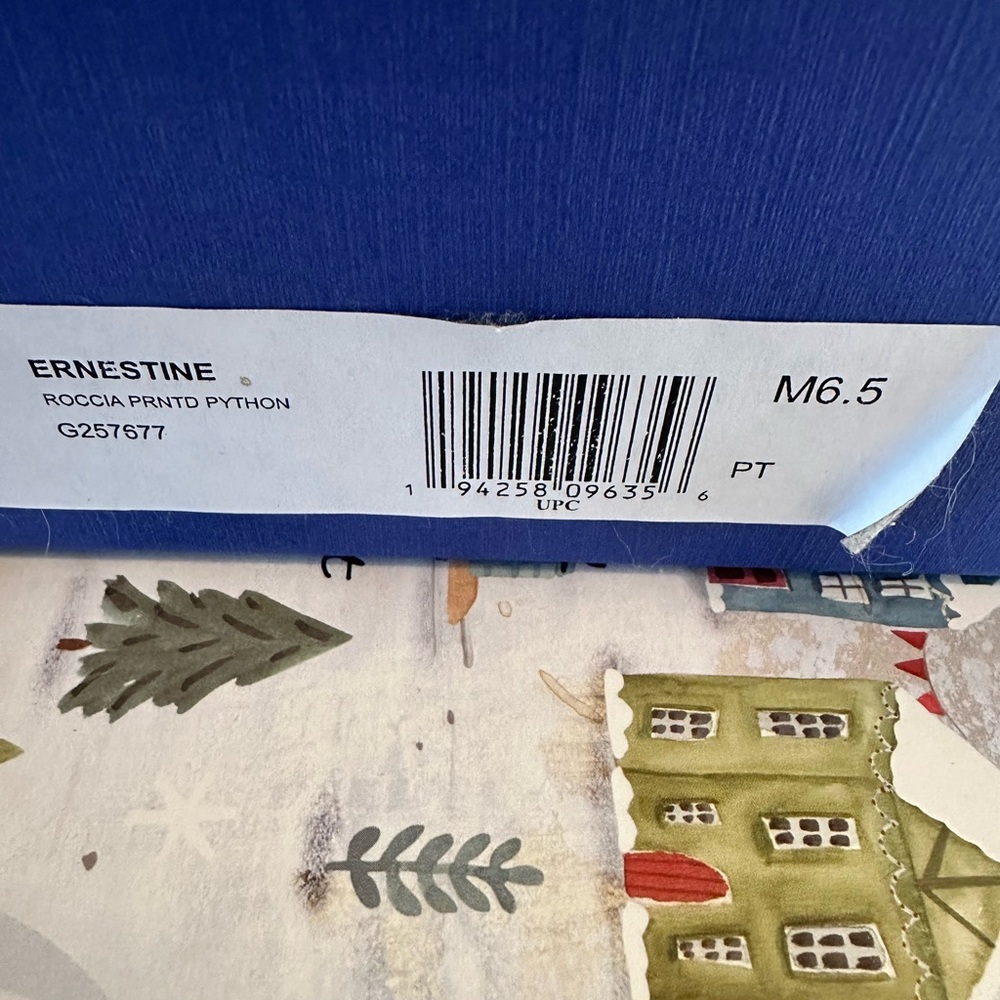 ERNESTINE
ROCCIA PRNTD PYTHON
G257677
1 94258 09635 6
UPC
M6.5
PT